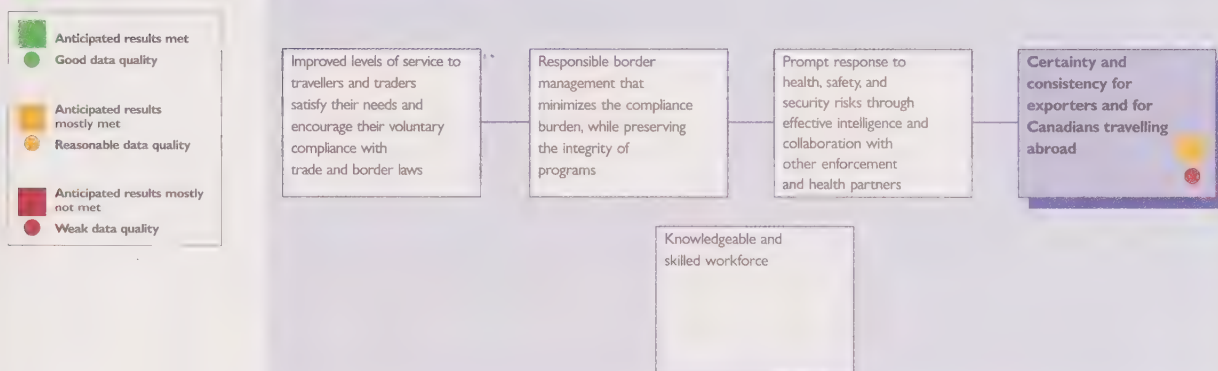 Anticipated results met
Good data quality
Anticipated results
mostly met
Reasonable data quality
Anticipated results mostly
not met
Weak data quality
Improved levels of service to
travellers and traders
satisfy their needs and
encourage their voluntary
compliance with
trade and border laws
Responsible border
management that
minimizes the compliance
burden, while preserving
the integrity of
programs
Prompt response to
health, safety, and
security risks through
effective intelligence and
collaboration with
other enforcement
and health partners
Certainty and
consistency for
exporters and for
Canadians travelling
abroad
Knowledgeable and
skilled workforce